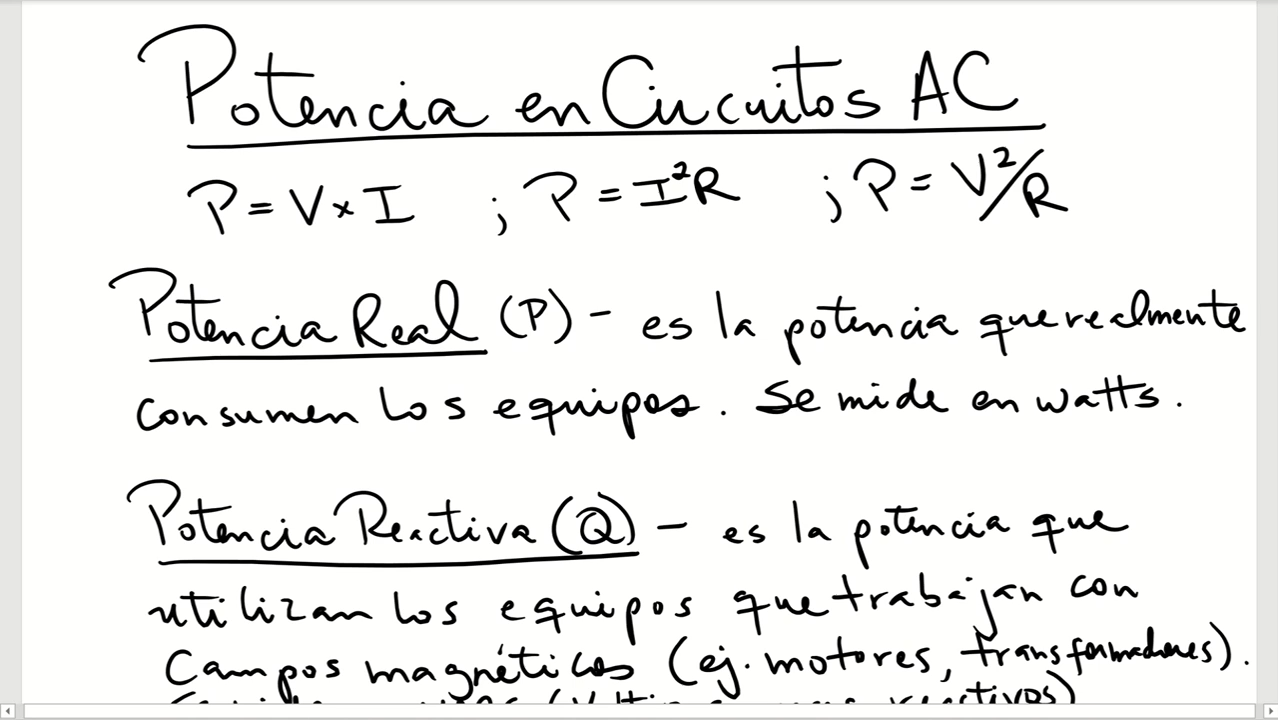 Potencia en Circuitos AC
P = V x I ; P = I²R ; P = V²/R
Potencia Real (P) - es la potencia que realmente
consumen los equipos. Se mide en watts.
Potencia Reactiva (Q) - es la potencia que
utilizan los equipos que trabajan con
campos magnéticos (ej. motores, transformadores).
reactivos)